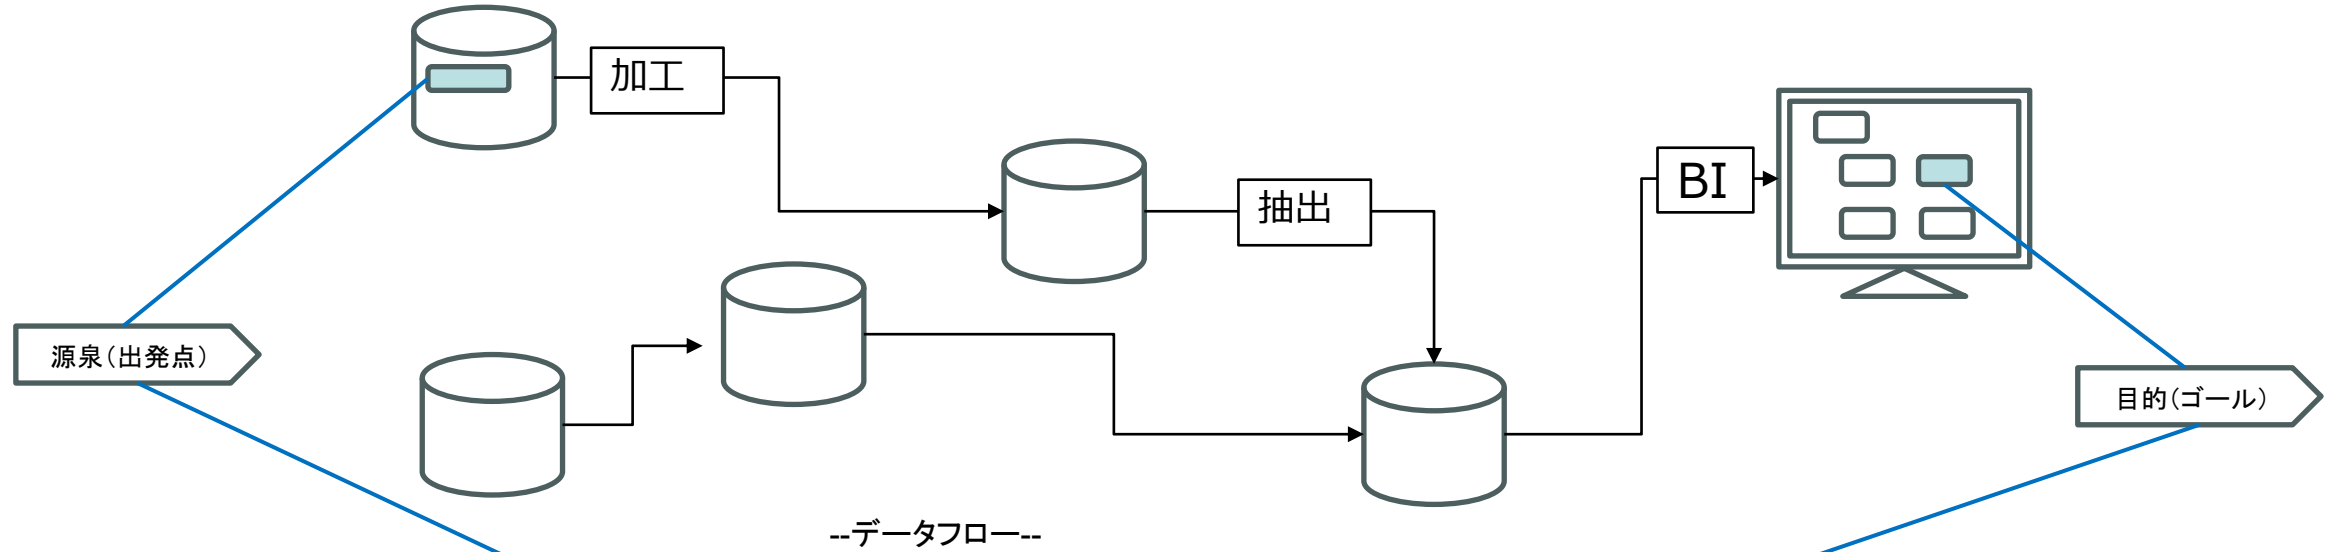 加工
抽出
BI
源泉（出発点）
目的（ゴール）
--データフロー--